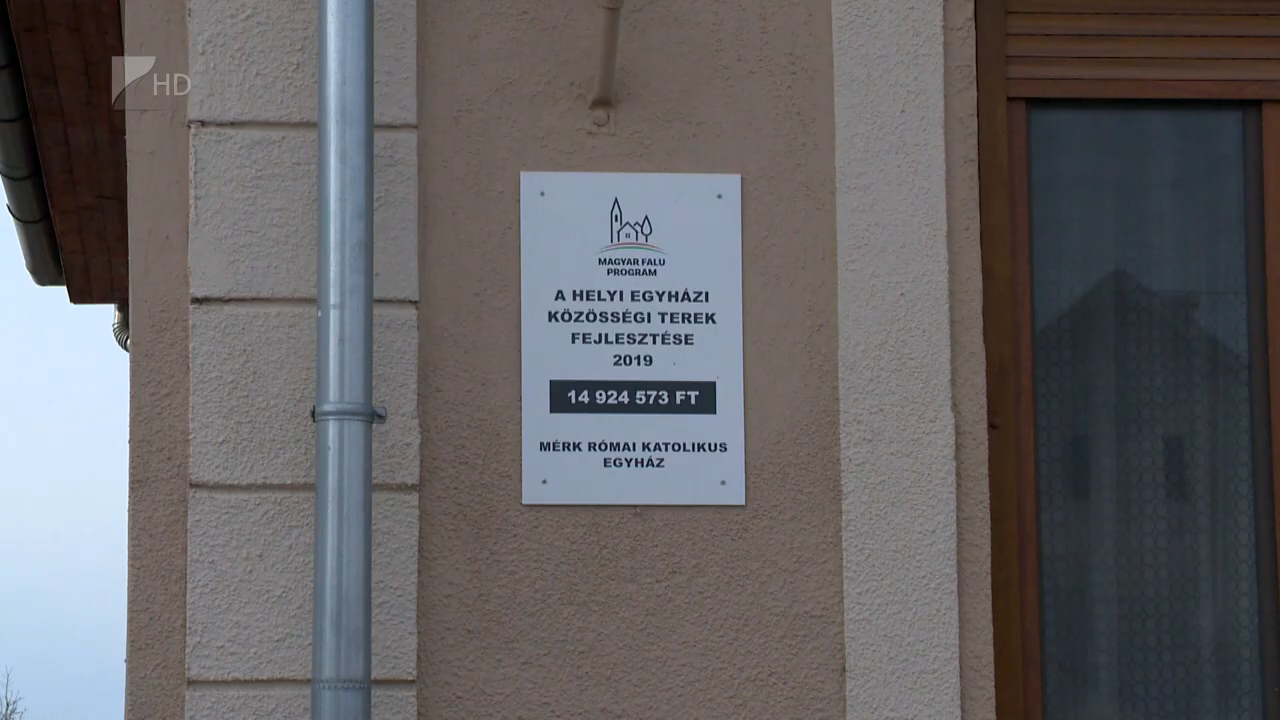 HD
MAGYAR FALU
PROGRAM
A HELYI EGYHÁZI
KÖZÖSSÉGI TEREK
FEJLESZTÉSE
2019
14 924 573 FT
MÉRK RÓMAI KATOLIKUS
EGYHÁZ